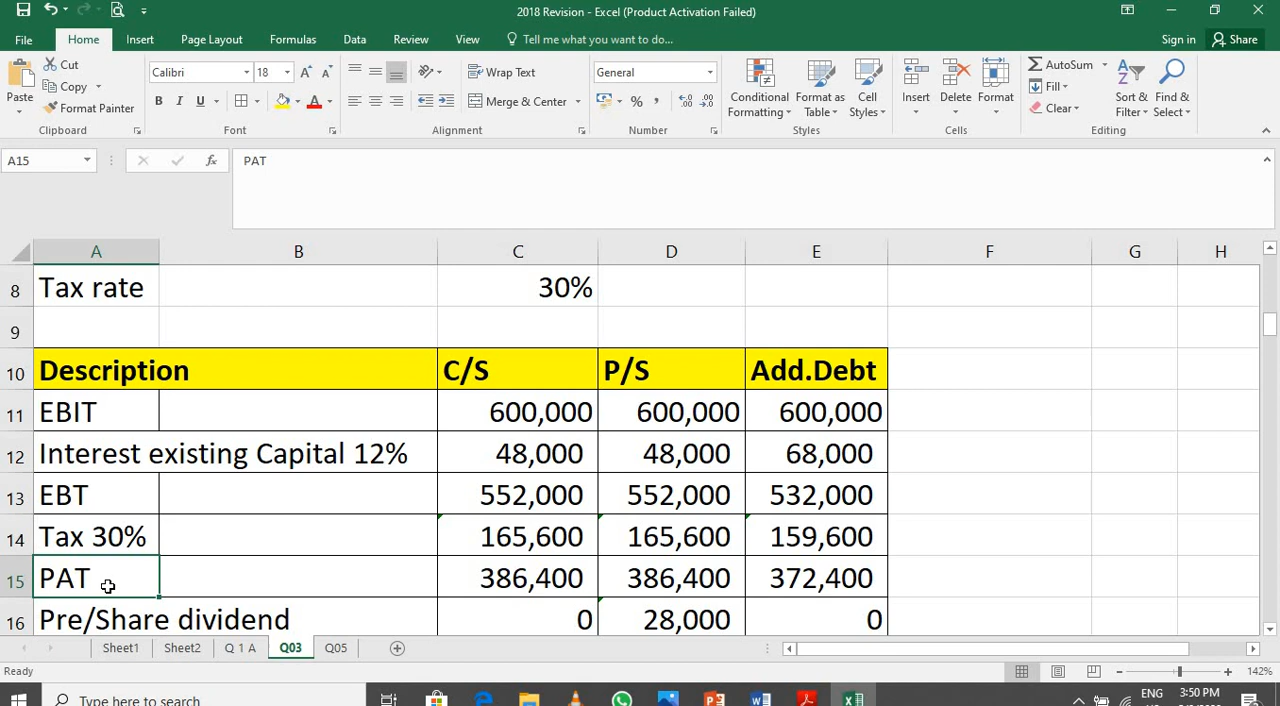 2018 Revision - Excel (Product Activation Failed)
File Home Insert Page Layout Formulas Data Review View Tell me what you want to do... Sign in Share
Paste Cut Copy Format Painter
Calibri 18 Wrap Text Merge & Center General
Conditional Formatting Format as Table Cell Styles Insert Delete Format
AutoSum Fill Clear Sort & Filter Find & Select
Clipboard Font Alignment Number Styles Cells Editing
A15 fx PAT
A B C D E F G H
8 Tax rate 30%
9
10 Description C/S P/S Add.Debt
11 EBIT 600,000 600,000 600,000
12 Interest existing Capital 12% 48,000 48,000 68,000
13 EBT 552,000 552,000 532,000
14 Tax 30% 165,600 165,600 159,600
15 PAT 386,400 386,400 372,400
16 Pre/Share dividend 0 28,000 0
Sheet1 Sheet2 Q 1 A Q03 Q05
Ready 142%
Type here to search ENG 3:50 PM